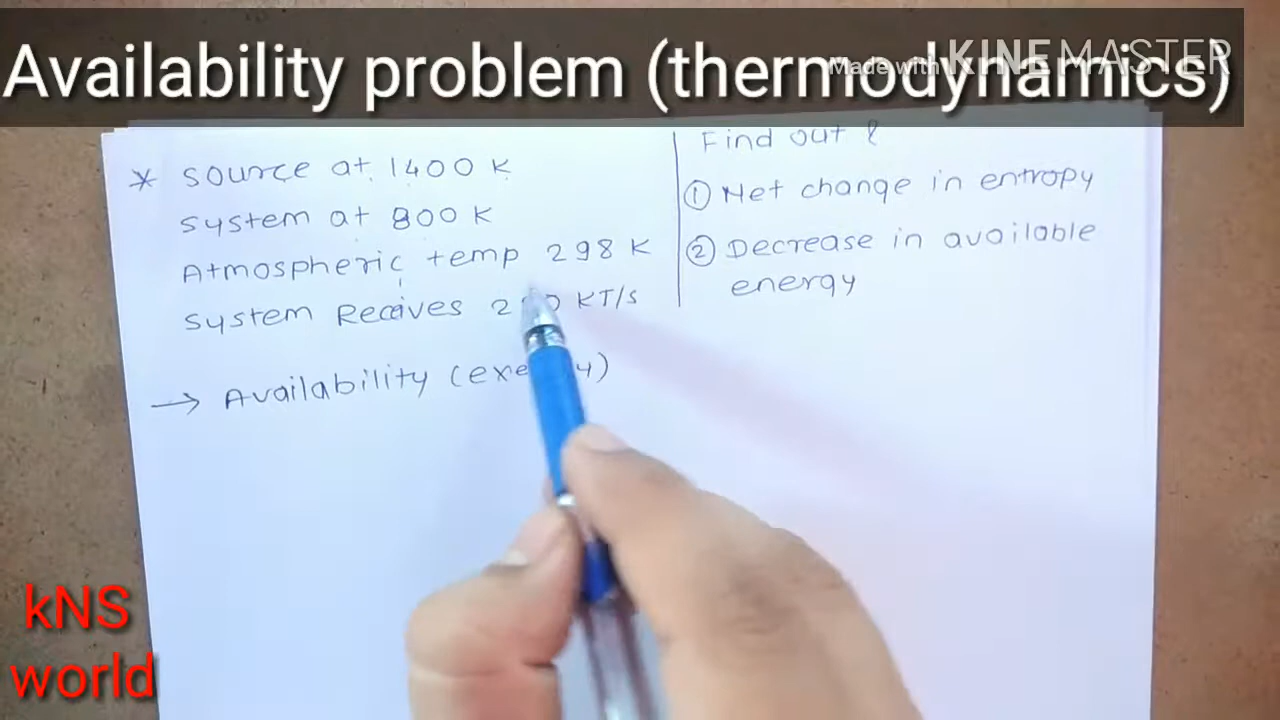 Availability problem (thermodynamics)
Made with KINEMASTER
* Source at 1400 K
System at 800 K
Atmospheric temp 298 K
System Receives KJ/s
→ Availability
Find out
① Net change in entropy
② Decrease in available
energy
kNS
world